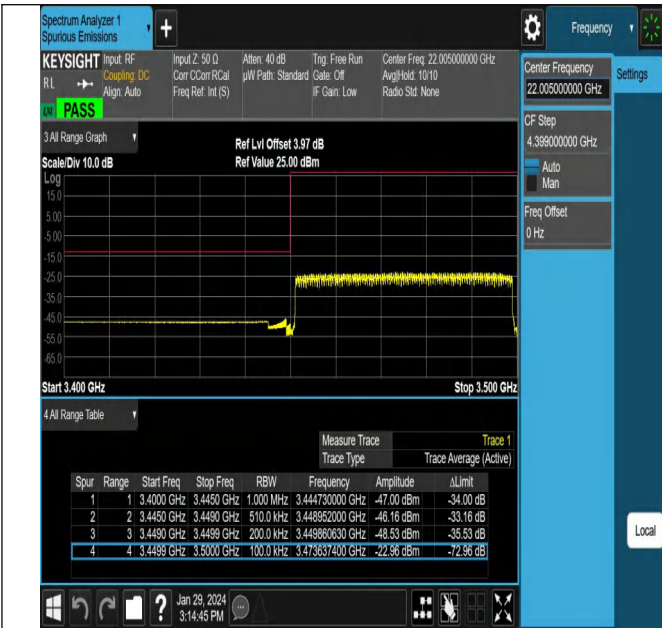 Spectrum Analyzer 1
Spurious Emissions
+
Frequency
KEYSIGHT Input: RF Input Z: 50 Ω Atten: 40 dB Trig: Free Run Center Freq: 22.005000000 GHz
RL Coupling: DC Corr CCorr RCal µW Path: Standard Gate: Off Avg|Hold: 10/10
Align: Auto Freq Ref: Int (S) IF Gain: Low Radio Std: None
PASS
Center Frequency
22.005000000 GHz
Settings
CF Step
4.399000000 GHz
Auto
Man
Freq Offset
0 Hz
3 All Range Graph
Ref Lvl Offset 3.97 dB
Scale/Div 10.0 dB Ref Value 25.00 dBm
Log
15.0
5.00
-5.00
-15.0
-25.0
-35.0
-45.0
-55.0
-65.0
Start 3.400 GHz Stop 3.500 GHz
4 All Range Table
Measure Trace Trace 1
Trace Type Trace Average (Active)
Spur Range Start Freq Stop Freq RBW Frequency Amplitude ΔLimit
1 1 3.4000 GHz 3.4450 GHz 1.000 MHz 3.444730000 GHz -47.00 dBm -34.00 dB
2 2 3.4450 GHz 3.4490 GHz 510.0 kHz 3.448952000 GHz -46.16 dBm -33.16 dB
3 3 3.4490 GHz 3.4499 GHz 200.0 kHz 3.449860630 GHz -48.53 dBm -35.53 dB
4 4 3.4499 GHz 3.5000 GHz 100.0 kHz 3.473637400 GHz -22.96 dBm -72.96 dB
Local
?
Jan 29, 2024
3:14:45 PM